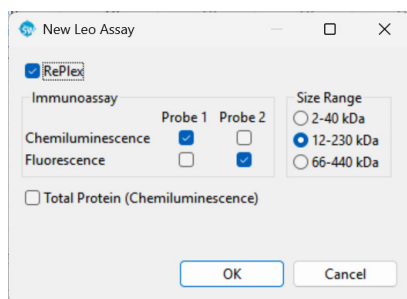 New Leo Assay
RePlex
Immunoassay
Probe 1 Probe 2
Chemiluminescence
Fluorescence
Size Range
2-40 kDa
12-230 kDa
66-440 kDa
Total Protein (Chemiluminescence)
OK Cancel